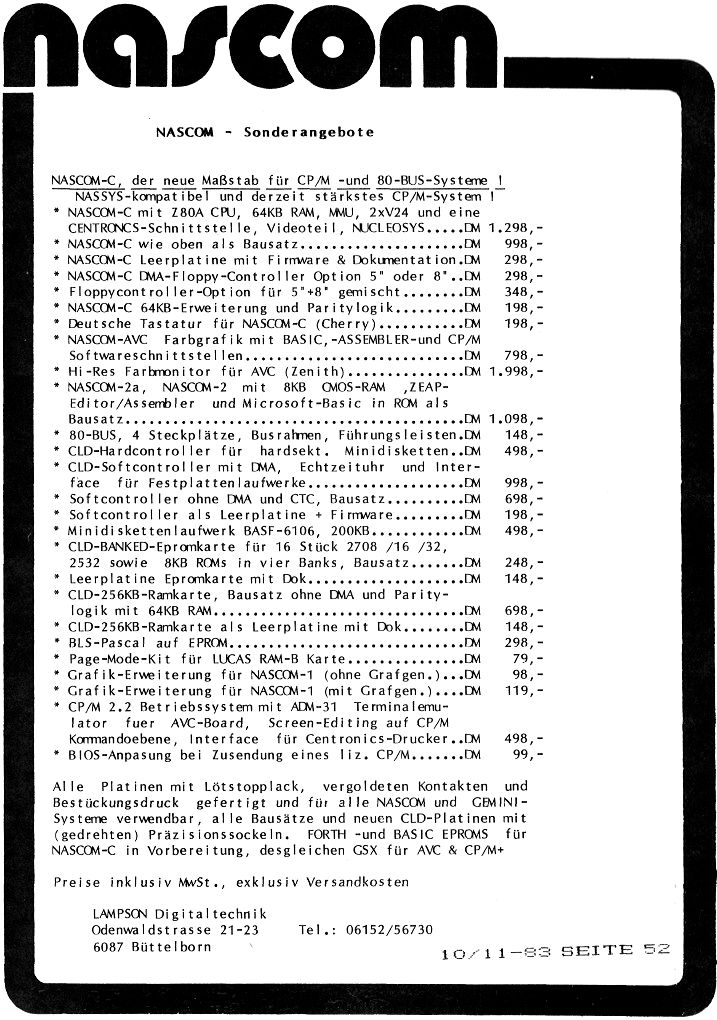 nascom
NASCOM - Sonderangebote
NASCOM-C, der neue Maßstab für CP/M -und 80-BUS-Systeme !
NASSYS-kompatibel und derzeit stärkstes CP/M-System !
* NASCOM-C mit Z80A CPU, 64KB RAM, MMU, 2xV24 und eine
CENTRONCS-Schnittstelle, Videoteil, NUCLEOSYS.....DM 1.298,-
* NASCOM-C wie oben als Bausatz.....................DM 998,-
* NASCOM-C Leerplatine mit Firmware & Dokumentation.DM 298,-
* NASCOM-C DMA-Floppy-Controller Option 5" oder 8"..DM 298,-
* Floppycontroller-Option für 5"+8" gemischt........DM 348,-
* NASCOM-C 64KB-Erweiterung und Paritylogik.........DM 198,-
* Deutsche Tastatur für NASCOM-C (Cherry)...........DM 198,-
* NASCOM-AVC Farbgrafik mit BASIC,-ASSEMBLER-und CP/M
Softwareschnittstellen............................DM 798,-
* Hi-Res Farbmonitor für AVC (Zenith)...............DM 1.998,-
* NASCOM-2a, NASCOM-2 mit 8KB CMOS-RAM ,ZEAP-
Editor/Assembler und Microsoft-Basic in ROM als
Bausatz...........................................DM 1.098,-
* 80-BUS, 4 Steckplätze, Busrahmen, Führungsleisten.DM 148,-
* CLD-Hardcontroller für hardsekt. Minidisketten..DM 498,-
* CLD-Softcontroller mit DMA, Echtzeituhr und Inter-
face für Festplattenlaufwerke....................DM 998,-
* Softcontroller ohne DMA und CTC, Bausatz..........DM 698,-
* Softcontroller als Leerplatine + Firmware.........DM 198,-
* Minidiskettenlaufwerk BASF-6106, 200KB............DM 498,-
* CLD-BANKED-Epromkarte für 16 Stück 2708 /16 /32,
2532 sowie 8KB ROMs in vier Banks, Bausatz.......DM 248,-
* Leerplatine Epromkarte mit Dok....................DM 148,-
* CLD-256KB-Ramkarte, Bausatz ohne DMA und Parity-
logik mit 64KB RAM................................DM 698,-
* CLD-256KB-Ramkarte als Leerplatine mit Dok........DM 148,-
* BLS-Pascal auf EPROM..............................DM 298,-
* Page-Mode-Kit für LUCAS RAM-B Karte...............DM 79,-
* Grafik-Erweiterung für NASCOM-1 (ohne Grafgen.)...DM 98,-
* Grafik-Erweiterung für NASCOM-1 (mit Grafgen.)....DM 119,-
* CP/M 2.2 Betriebssystem mit ADM-31 Terminalemu-
lator fuer AVC-Board, Screen-Editing auf CP/M
Kommandoebene, Interface für Centronics-Drucker..DM 498,-
* BIOS-Anpasung bei Zusendung eines liz. CP/M.......DM 99,-
Alle Platinen mit Lötstopplack, vergoldeten Kontakten und
Bestückungsdruck gefertigt und für alle NASCOM und GEMINI-
Systeme verwendbar, alle Bausätze und neuen CLD-Platinen mit
(gedrehten) Präzisionssockeln. FORTH -und BASIC EPROMS für
NASCOM-C in Vorbereitung, desgleichen GSX für AVC & CP/M+
Preise inklusiv MwSt., exklusiv Versandkosten
LAMPSON Digitaltechnik
Odenwaldstrasse 21-23 Tel.: 06152/56730
6087 Büttelborn
10/11-83 SEITE 52